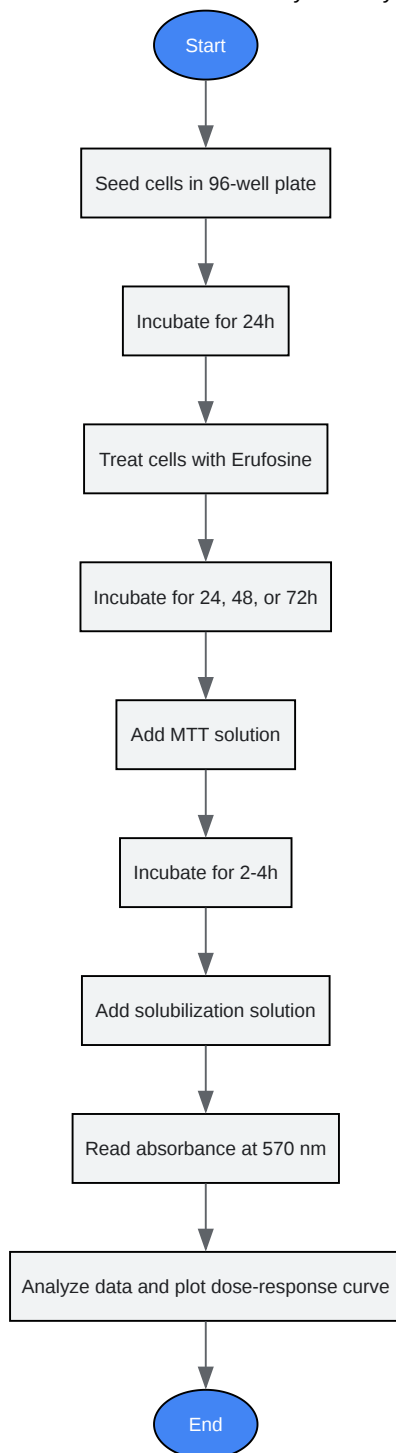 Start
Seed cells in 96-well plate
Incubate for 24h
Treat cells with Erufosine
Incubate for 24, 48, or 72h
Add MTT solution
Incubate for 2-4h
Add solubilization solution
Read absorbance at 570 nm
Analyze data and plot dose-response curve
End